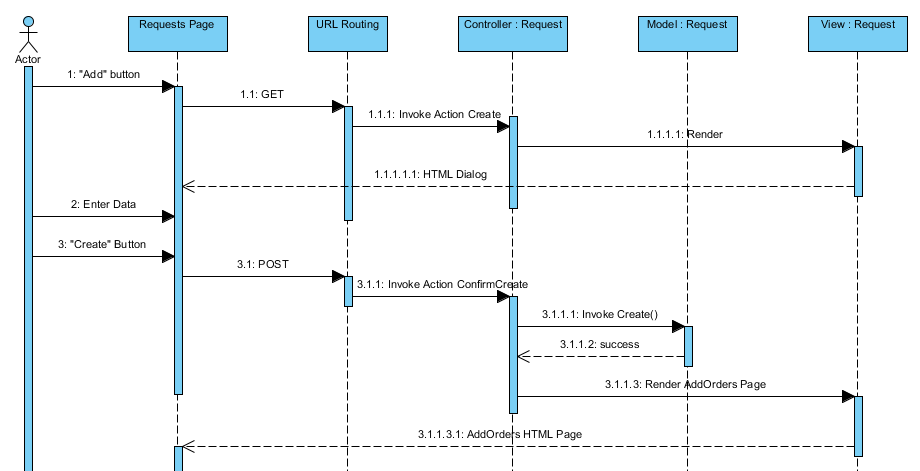 Requests Page
URL Routing
Controller : Request
Model : Request
View : Request
Actor
1: "Add" button
1.1: GET
1.1.1: Invoke Action Create
1.1.1.1: Render
1.1.1.1.1: HTML Dialog
2: Enter Data
3: "Create" Button
3.1: POST
3.1.1: Invoke Action ConfirmCreate
3.1.1.1: Invoke Create()
3.1.1.2: success
3.1.1.3: Render AddOrders Page
3.1.1.3.1: AddOrders HTML Page